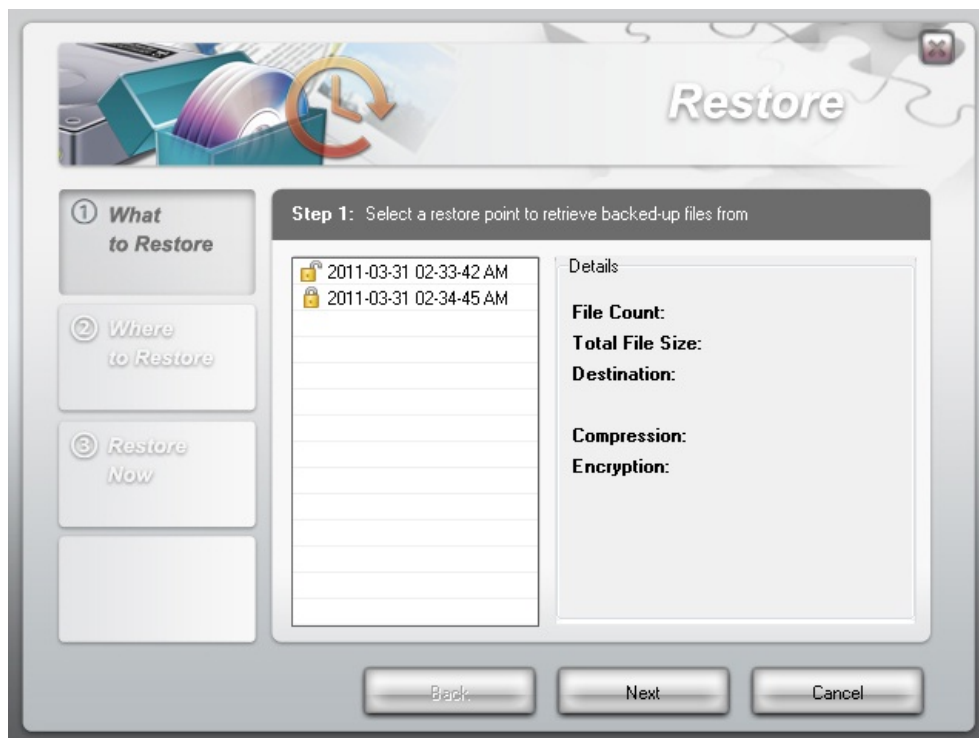 Restore
1 What
to Restore
2 Where
to Restore
3 Restore
Now
Step 1: Select a restore point to retrieve backed-up files from
2011-03-31 02-33-42 AM
2011-03-31 02-34-45 AM
Details
File Count:
Total File Size:
Destination:
Compression:
Encryption:
Back
Next
Cancel